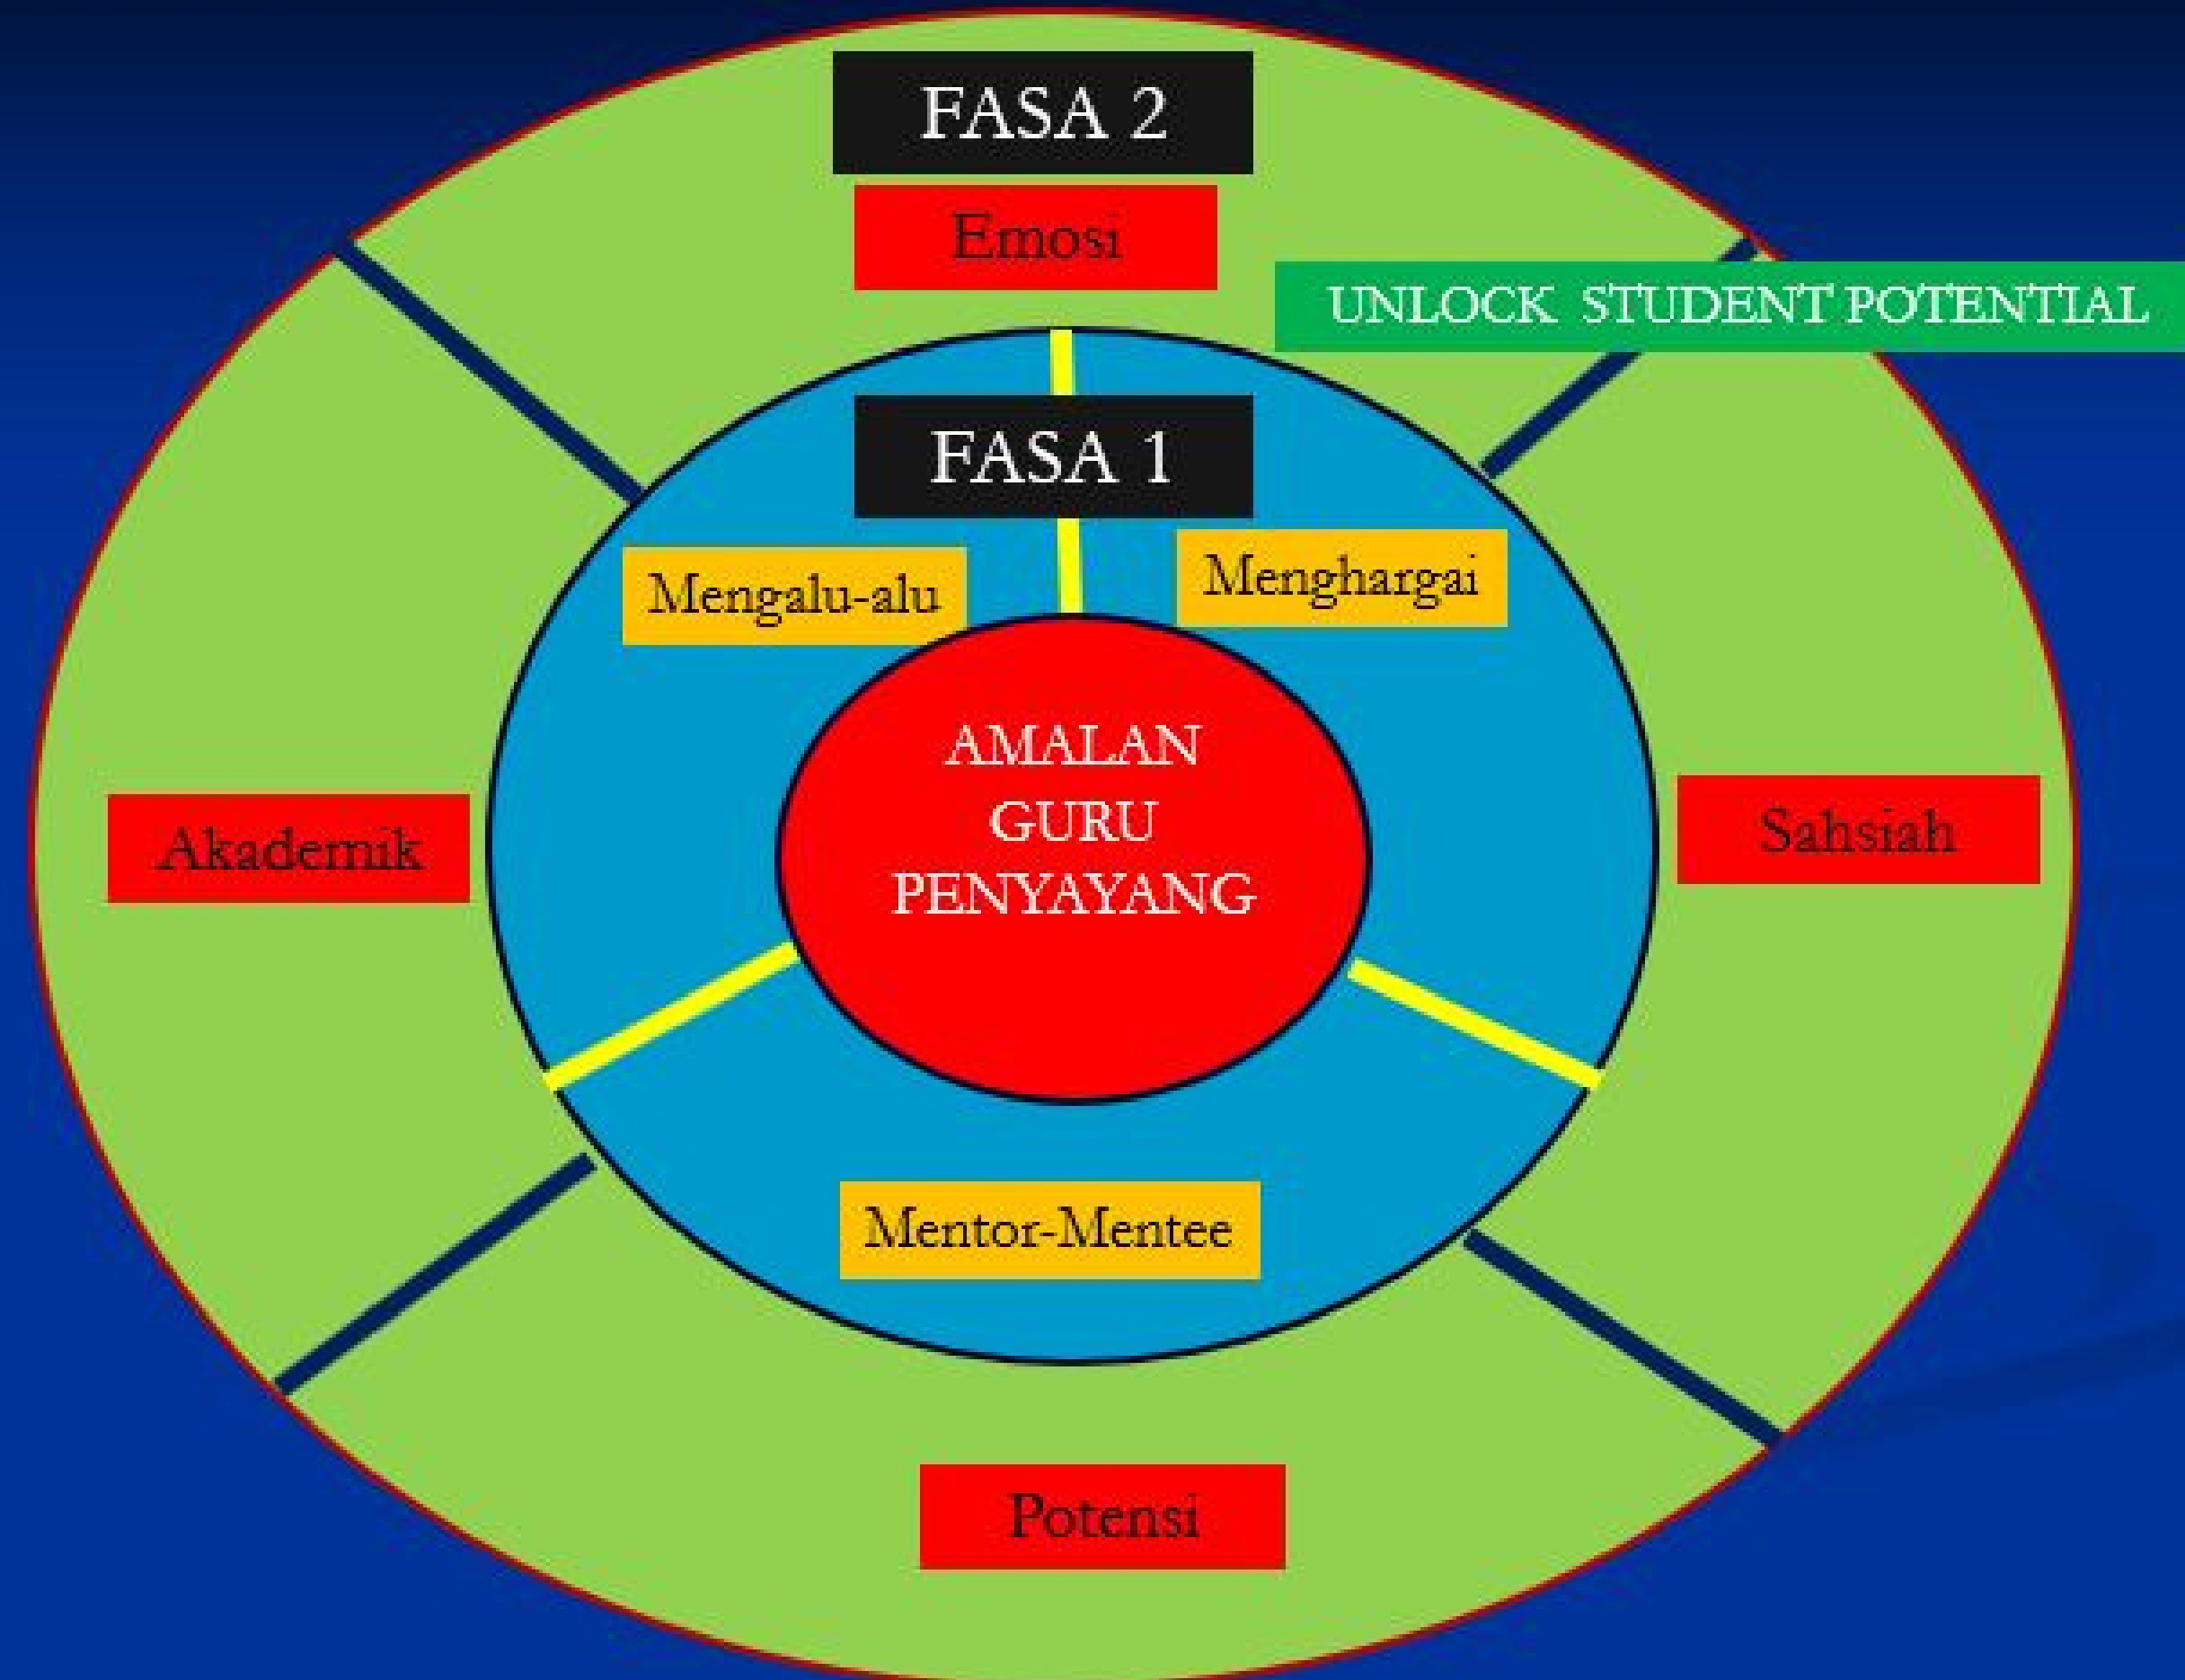 FASA 2
Emosi
UNLOCK STUDENT POTENTIAL
FASA 1
Mengalu-alu
Menghargai
AMALAN
GURU
PENYAYANG
Akademik
Sahsiah
Mentor-Mentee
Potensi